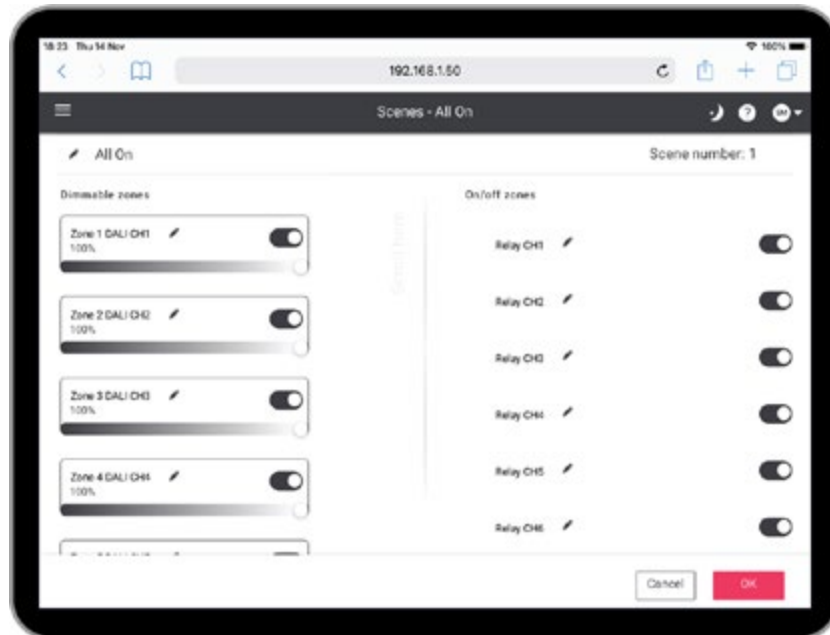 18:23 Thu 14 Nov
100%
192.168.1.50
Scenes - All On
?
All On
Scene number: 1
Dimmable zones
On/off zones
Zone 1 DALI CH1
100%
Zone 2 DALI CH2
100%
Zone 3 DALI CH3
100%
Zone 4 DALI CH4
100%
Scroll here
Relay CH1
Relay CH2
Relay CH3
Relay CH4
Relay CH5
Relay CH6
Cancel
OK